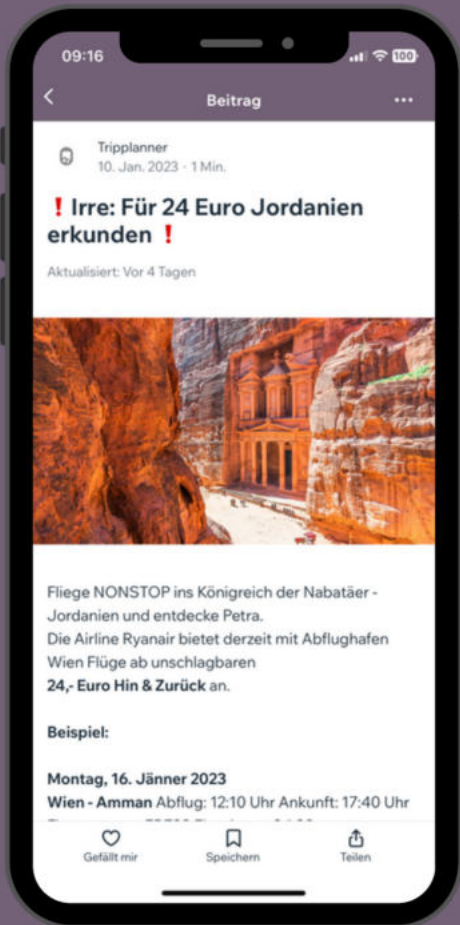 09:16
100
Beitrag
Tripplanner
10. Jan. 2023 · 1 Min.
❗ Irre: Für 24 Euro Jordanien
erkunden ❗
Aktualisiert: Vor 4 Tagen
Fliege NONSTOP ins Königreich der Nabatäer -
Jordanien und entdecke Petra.
Die Airline Ryanair bietet derzeit mit Abflughafen
Wien Flüge ab unschlagbaren
24,- Euro Hin & Zurück an.
Beispiel:
Montag, 16. Jänner 2023
Wien - Amman Abflug: 12:10 Uhr Ankunft: 17:40 Uhr
Gefällt mir
Speichern
Teilen